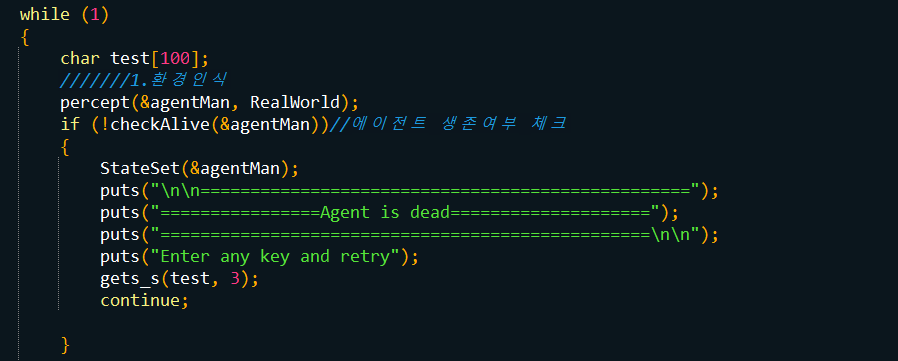 while (1)
{
char test[100];
///////1.환경인식
percept(&agentMan, RealWorld);
if (!checkAlive(&agentMan))//에이전트 생존여부 체크
{
StateSet(&agentMan);
puts("\n\n=================================================");
puts("================Agent is dead====================");
puts("=================================================\n\n");
puts("Enter any key and retry");
gets_s(test, 3);
continue;
}